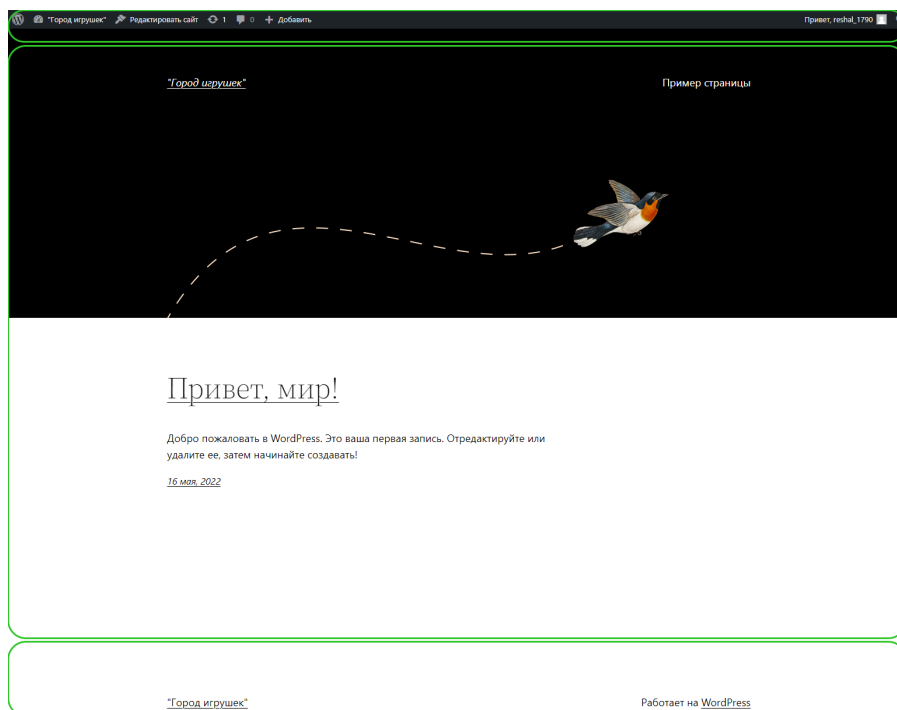 "Город игрушек" Редактировать сайт 1 0 + Добавить Привет, reshal_1790
"Город игрушек" Пример страницы
Привет, мир!
Добро пожаловать в WordPress. Это ваша первая запись. Отредактируйте или
удалите ее, затем начинайте создавать!
16 мая, 2022
"Город игрушек" Работает на WordPress